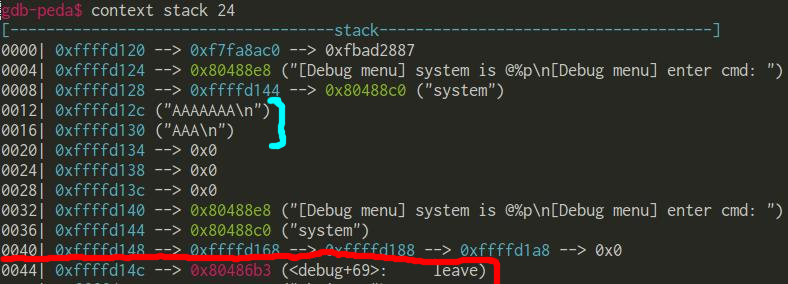 gdb-peda$ context stack 24
[------------------------------------stack-------------------------------------]
0000| 0xffffd120 --> 0xf7fa8ac0 --> 0xfbad2887
0004| 0xffffd124 --> 0x80488e8 ("[Debug menu] system is @%p\n[Debug menu] enter cmd: ")
0008| 0xffffd128 --> 0xffffd144 --> 0x80488c0 ("system")
0012| 0xffffd12c ("AAAAAAA\n")
0016| 0xffffd130 ("AAA\n")
0020| 0xffffd134 --> 0x0
0024| 0xffffd138 --> 0x0
0028| 0xffffd13c --> 0x0
0032| 0xffffd140 --> 0x80488e8 ("[Debug menu] system is @%p\n[Debug menu] enter cmd: ")
0036| 0xffffd144 --> 0x80488c0 ("system")
0040| 0xffffd148 --> 0xffffd168 --> 0xffffd188 --> 0xffffd1a8 --> 0x0
0044| 0xffffd14c --> 0x80486b3 (<debug+69>: leave)